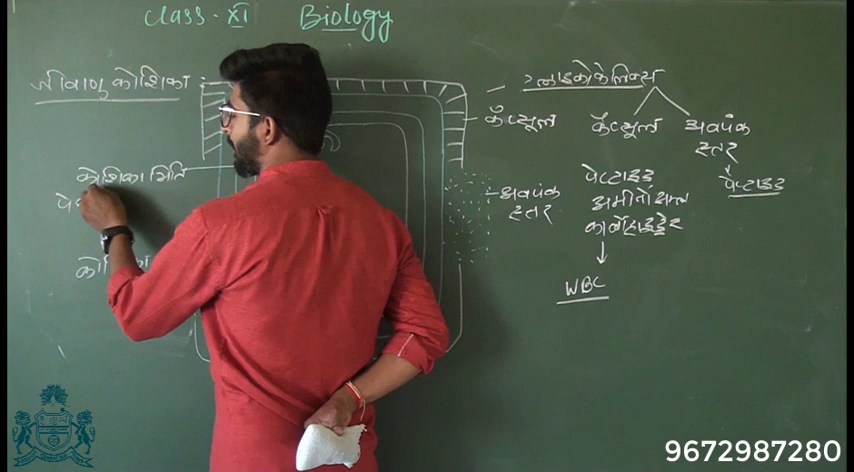 Class - XI Biology
जीवाणु कोशिका
कोशिका भित्ति
कैप्सूल
अवपंक
स्तर
ग्लाइकोकेलिक्स
कैप्सूल
अवपंक
स्तर
पेप्टाइड
पेप्टाइड
अमीनो अम्ल
कार्बोहाइड्रेट
WBC
9672987280